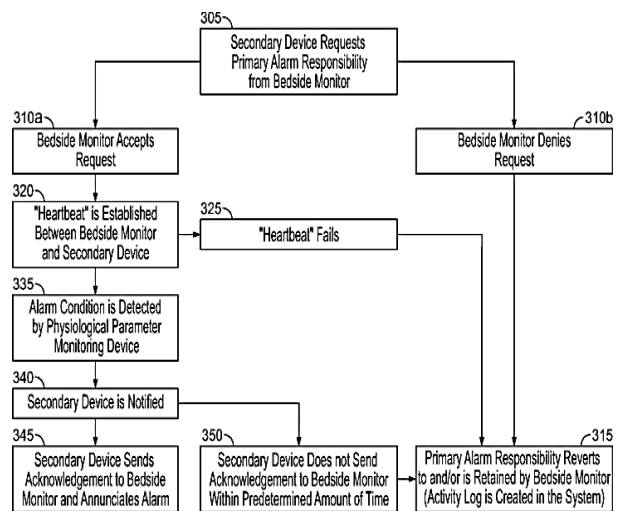 305
Secondary Device Requests
Primary Alarm Responsibility
from Bedside Monitor
310a
Bedside Monitor Accepts
Request
310b
Bedside Monitor Denies
Request
320
"Heartbeat" is Established
Between Bedside Monitor
and Secondary Device
325
"Heartbeat" Fails
335
Alarm Condition is Detected
by Physiological Parameter
Monitoring Device
340
Secondary Device is Notified
345
Secondary Device Sends
Acknowledgement to Bedside
Monitor and Annunciates Alarm
350
Secondary Device Does not Send
Acknowledgement to Bedside Monitor
Within Predetermined Amount of Time
315
Primary Alarm Responsibility Reverts
to and/or is Retained by Bedside Monitor
(Activity Log is Created in the System)